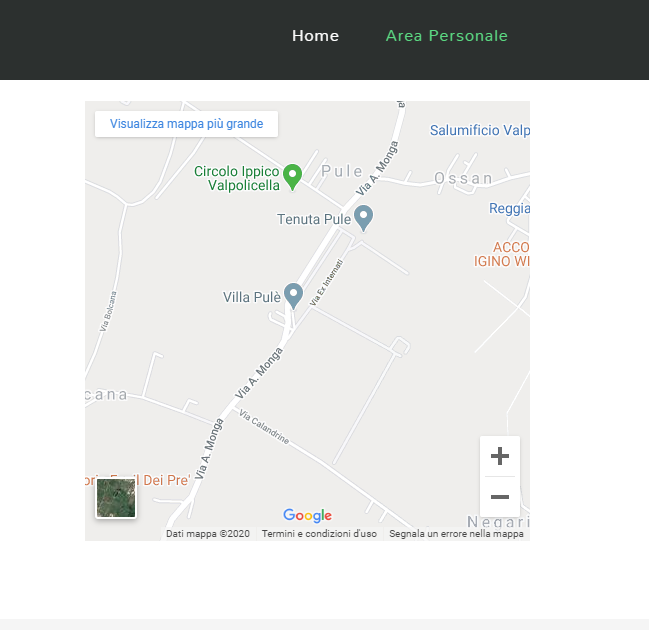 Home
Area Personale
Visualizza mappa più grande
Salumificio Valp
Via A. Monga
Circolo Ippico
Valpolicella
Pule
Ossan
Tenuta Pule
Reggia
ACCO
IGINO WI
Via Ex Internati
Villa Pulè
Via Bolcana
Via A. Monga
cana
Via Calandrine
Via A. Monga
Dei Pre'
Google
Negari
Dati mappa ©2020
Termini e condizioni d'uso
Segnala un errore nella mappa